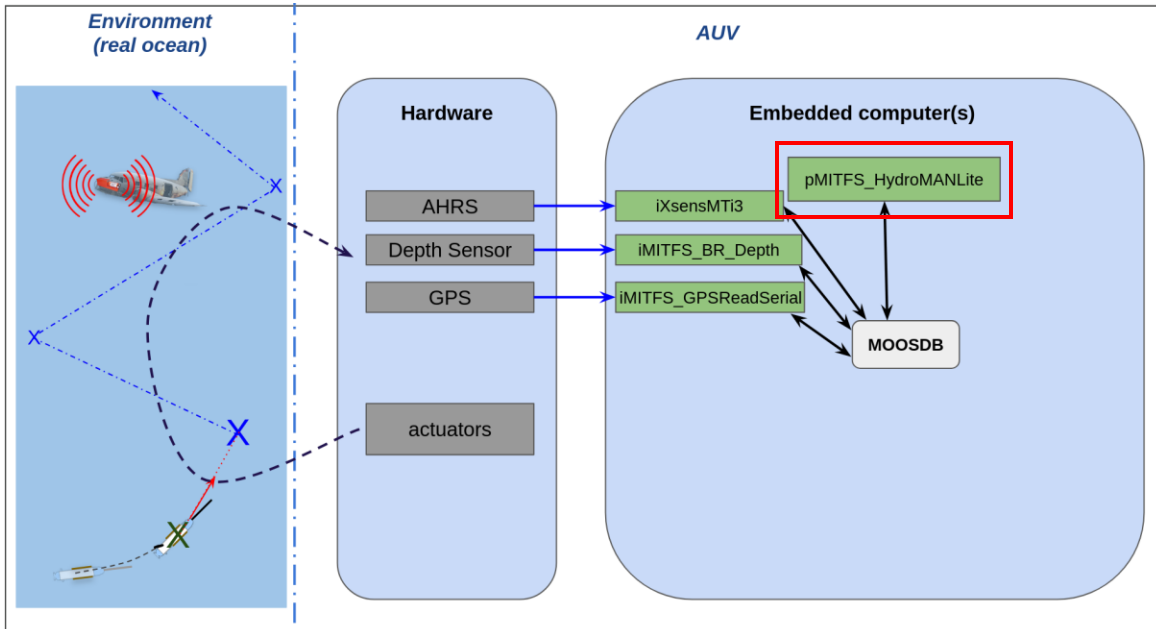 Environment
(real ocean)
AUV
Hardware
Embedded computer(s)
pMITFS_HydroMANLite
AHRS
iXsensMTi3
Depth Sensor
iMITFS_BR_Depth
GPS
iMITFS_GPSReadSerial
MOOSDB
actuators
X
X
X
X